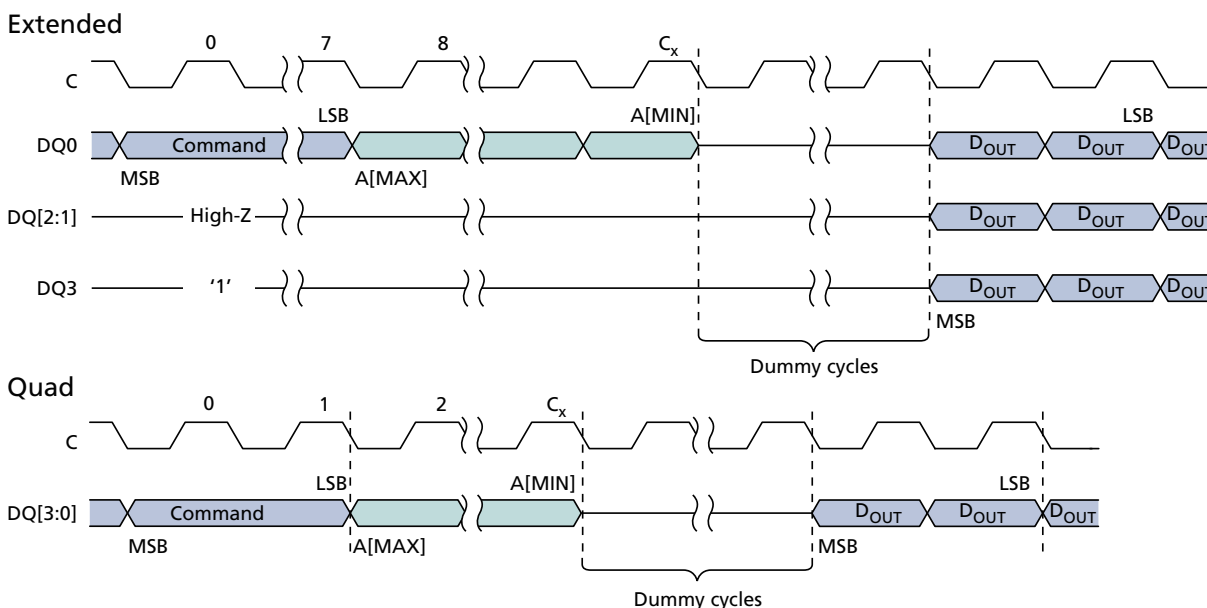 Extended
0 7 8 Cx
C
LSB A[MIN] LSB
DQ0 Command DOUT DOUT DOUT
MSB A[MAX]
DQ[2:1] High-Z DOUT DOUT DOUT
DQ3 ‘1’ DOUT DOUT DOUT
MSB
Dummy cycles
Quad
0 1 2 Cx
C
LSB A[MIN] LSB
DQ[3:0] Command DOUT DOUT DOUT
MSB A[MAX] MSB
Dummy cycles